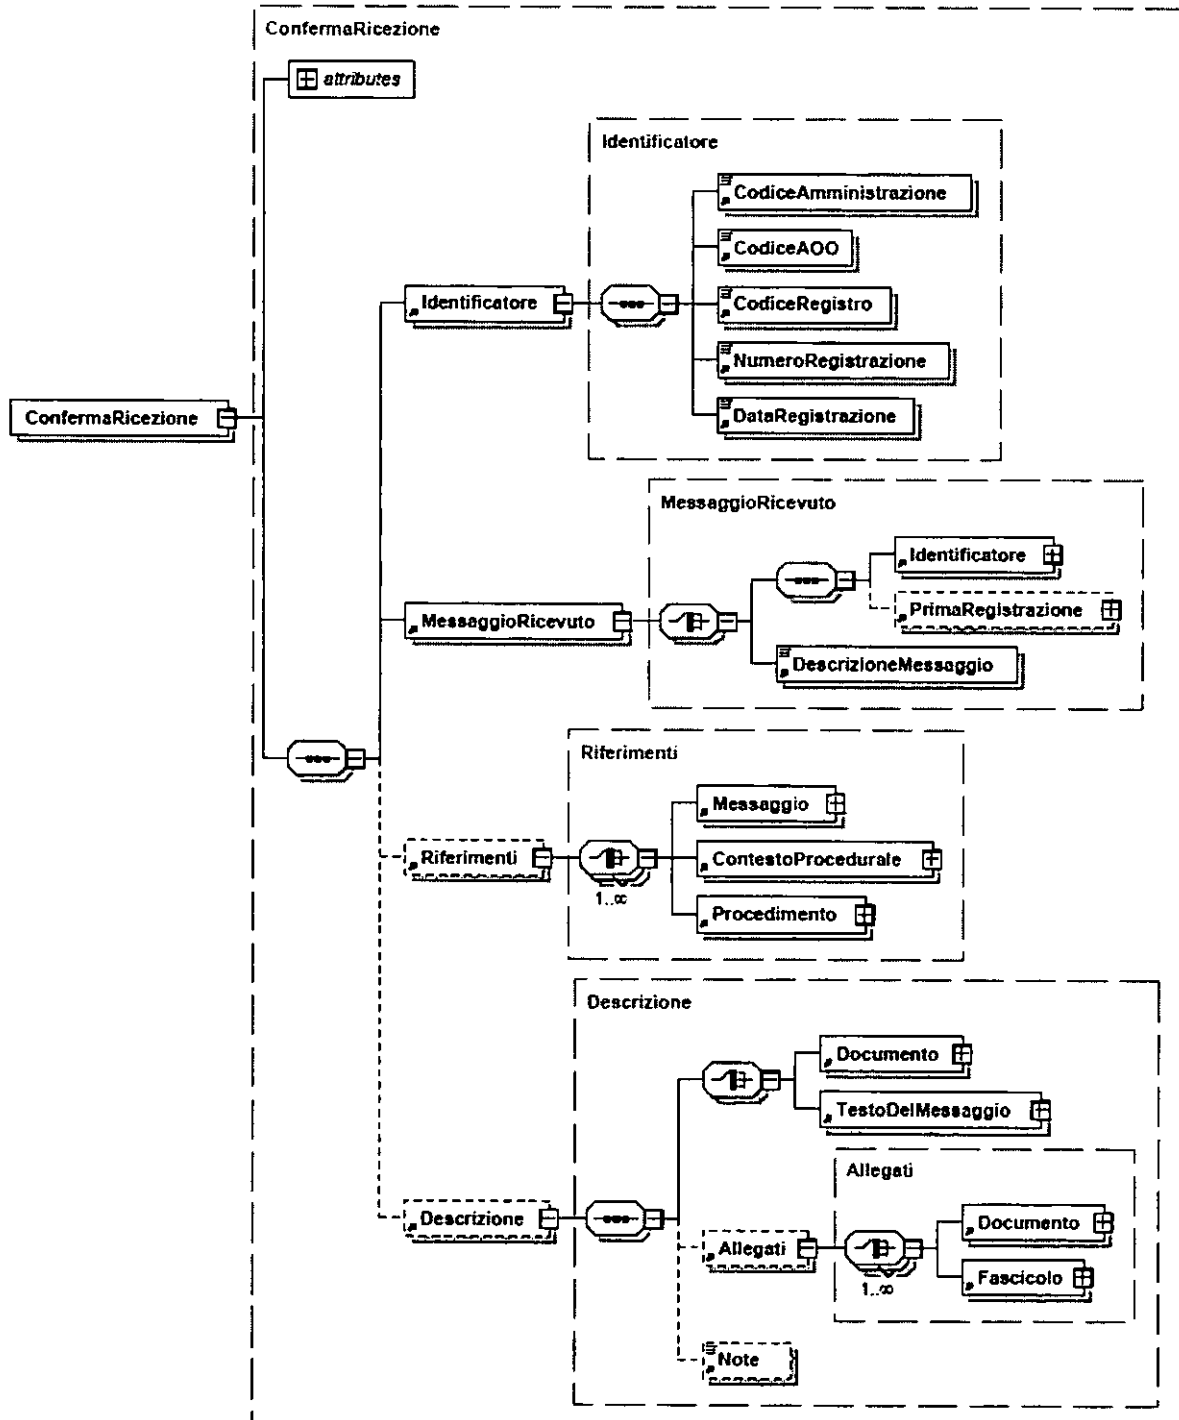 ConfermaRicezione
attributes
Identificatore
CodiceAmministrazione
CodiceAOO
Identificatore
CodiceRegistro
NumeroRegistrazione
ConfermaRicezione
DataRegistrazione
MessaggioRicevuto
Identificatore
PrimaRegistrazione
MessaggioRicevuto
DescrizioneMessaggio
Riferimenti
Messaggio
Riferimenti
ContestoProcedurale
1..∞
Procedimento
Descrizione
Documento
TestoDelMessaggio
Allegati
Descrizione
Documento
Allegati
Fascicolo
1..∞
Note